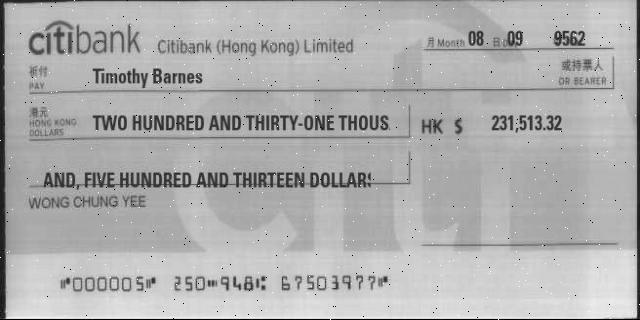 citibank Citibank (Hong Kong) Limited 月 Month 08 日 09 9562
祈付 PAY Timothy Barnes 或持票人 OR BEARER
港元 HONG KONG DOLLARS TWO HUNDRED AND THIRTY-ONE THOUS HK $ 231,513.32
AND, FIVE HUNDRED AND THIRTEEN DOLLARS
WONG CHUNG YEE
⑈000005⑈ 250⑉948⑆ 67503977⑈